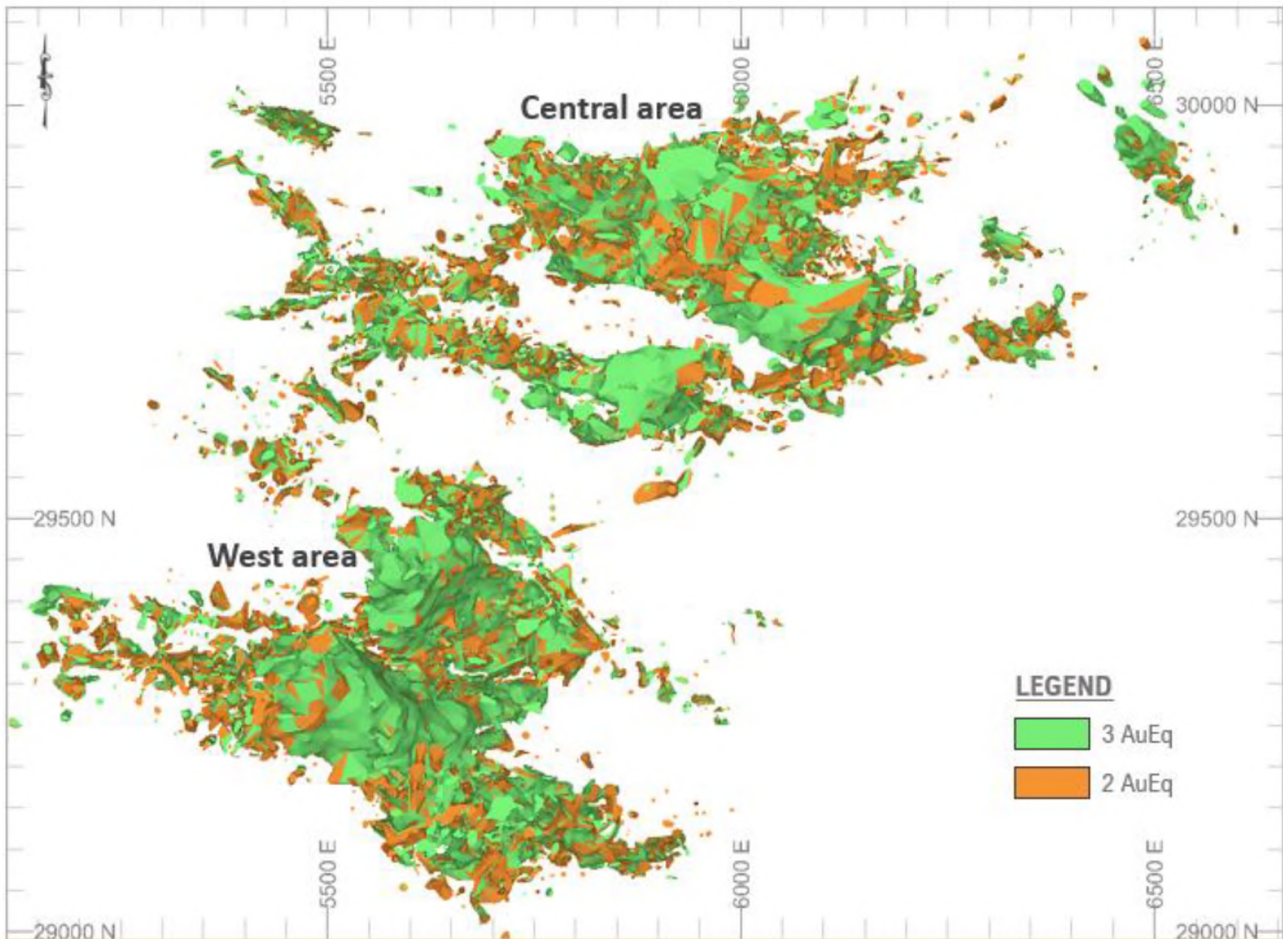 5500 E
6000 E
6500 E
Central area
30000 N
29500 N
29500 N
West area
LEGEND
3 AuEq
2 AuEq
5500 E
6000 E
6500 E
29000 N
29000 N